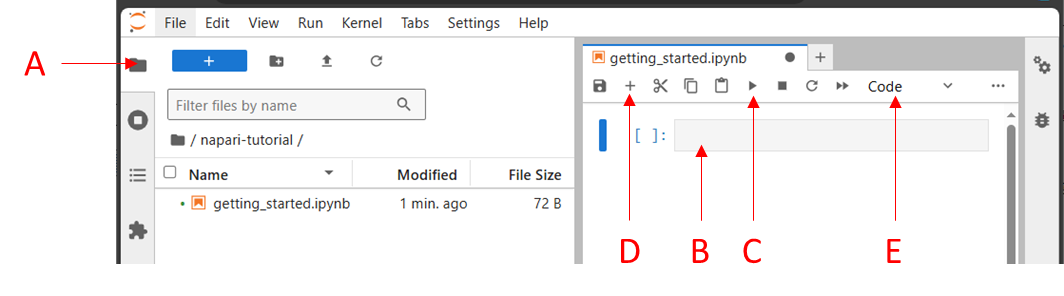 File Edit View Run Kernel Tabs Settings Help
A
+
getting_started.ipynb
+
Code
Filter files by name
[ ]:
/ napari-tutorial /
Name Modified File Size
getting_started.ipynb 1 min. ago 72 B
D B C E